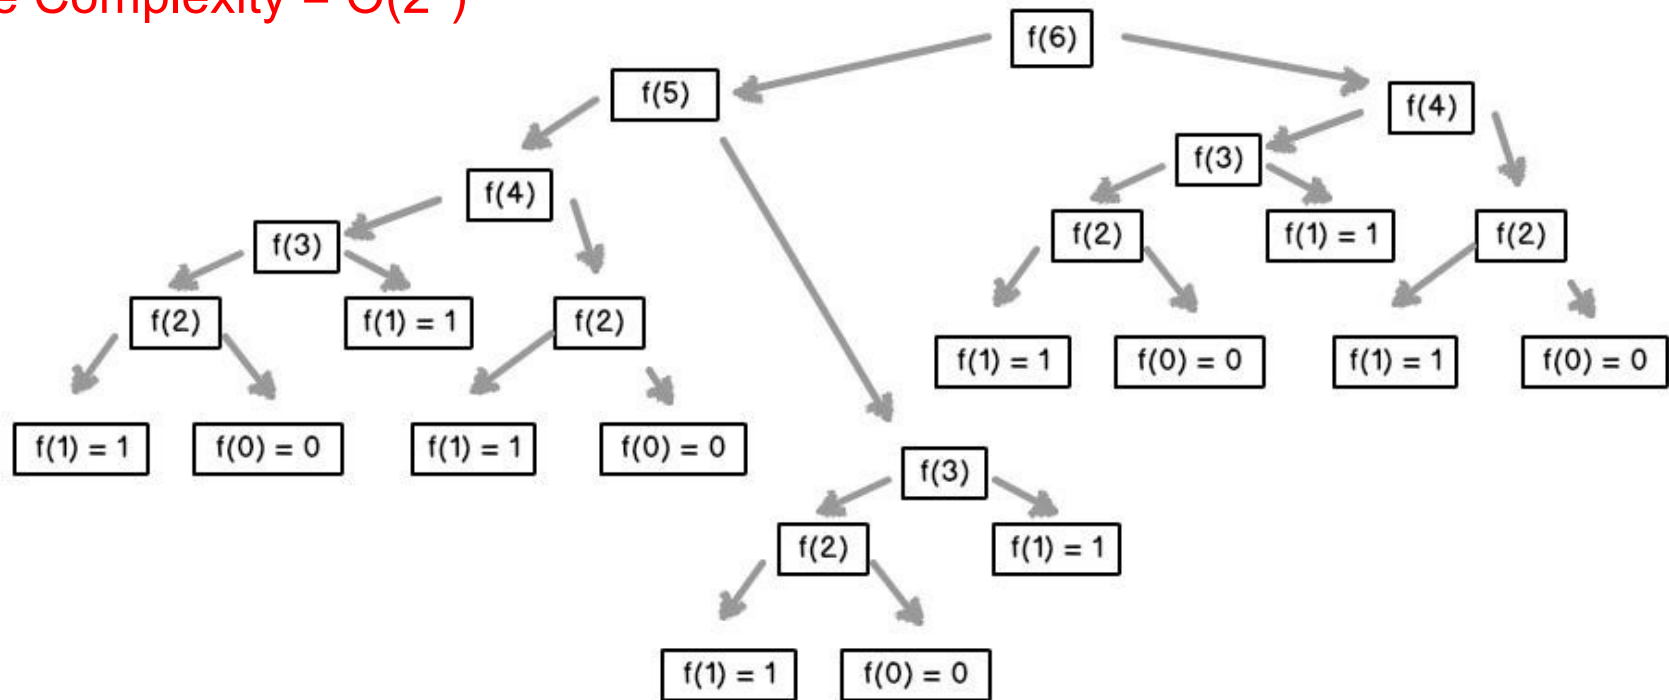 Complexity = O(2
f(6)
f(5)
f(4)
f(4)
f(3)
f(3)
f(2)
f(1) = 1
f(2)
f(2)
f(1) = 1
f(2)
f(1) = 1
f(0) = 0
f(1) = 1
f(0) = 0
f(1) = 1
f(0) = 0
f(1) = 1
f(0) = 0
f(3)
f(2)
f(1) = 1
f(1) = 1
f(0) = 0